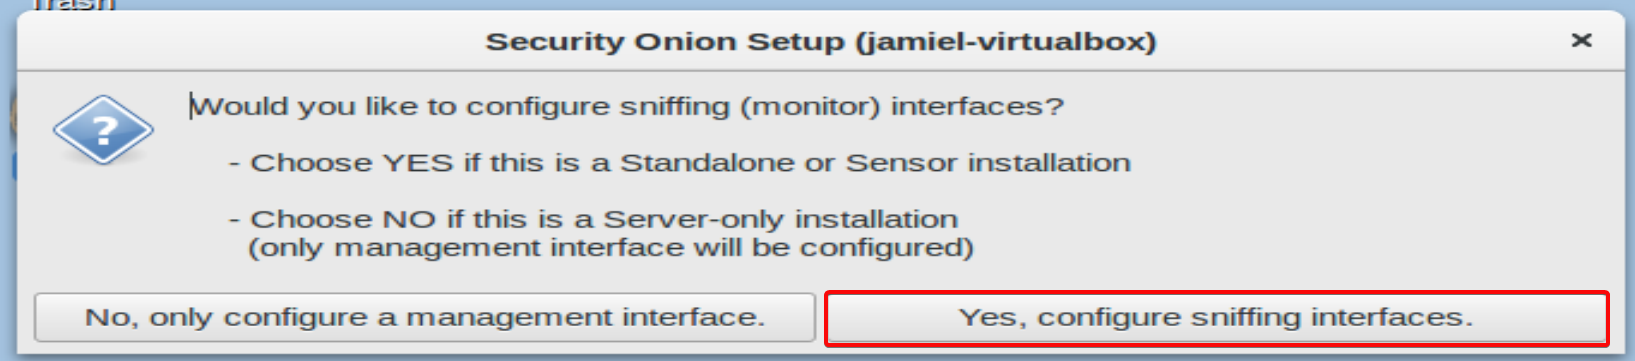 Trash
Security Onion Setup (jamiel-virtualbox)
Would you like to configure sniffing (monitor) interfaces?
- Choose YES if this is a Standalone or Sensor installation
- Choose NO if this is a Server-only installation
(only management interface will be configured)
No, only configure a management interface.
Yes, configure sniffing interfaces.